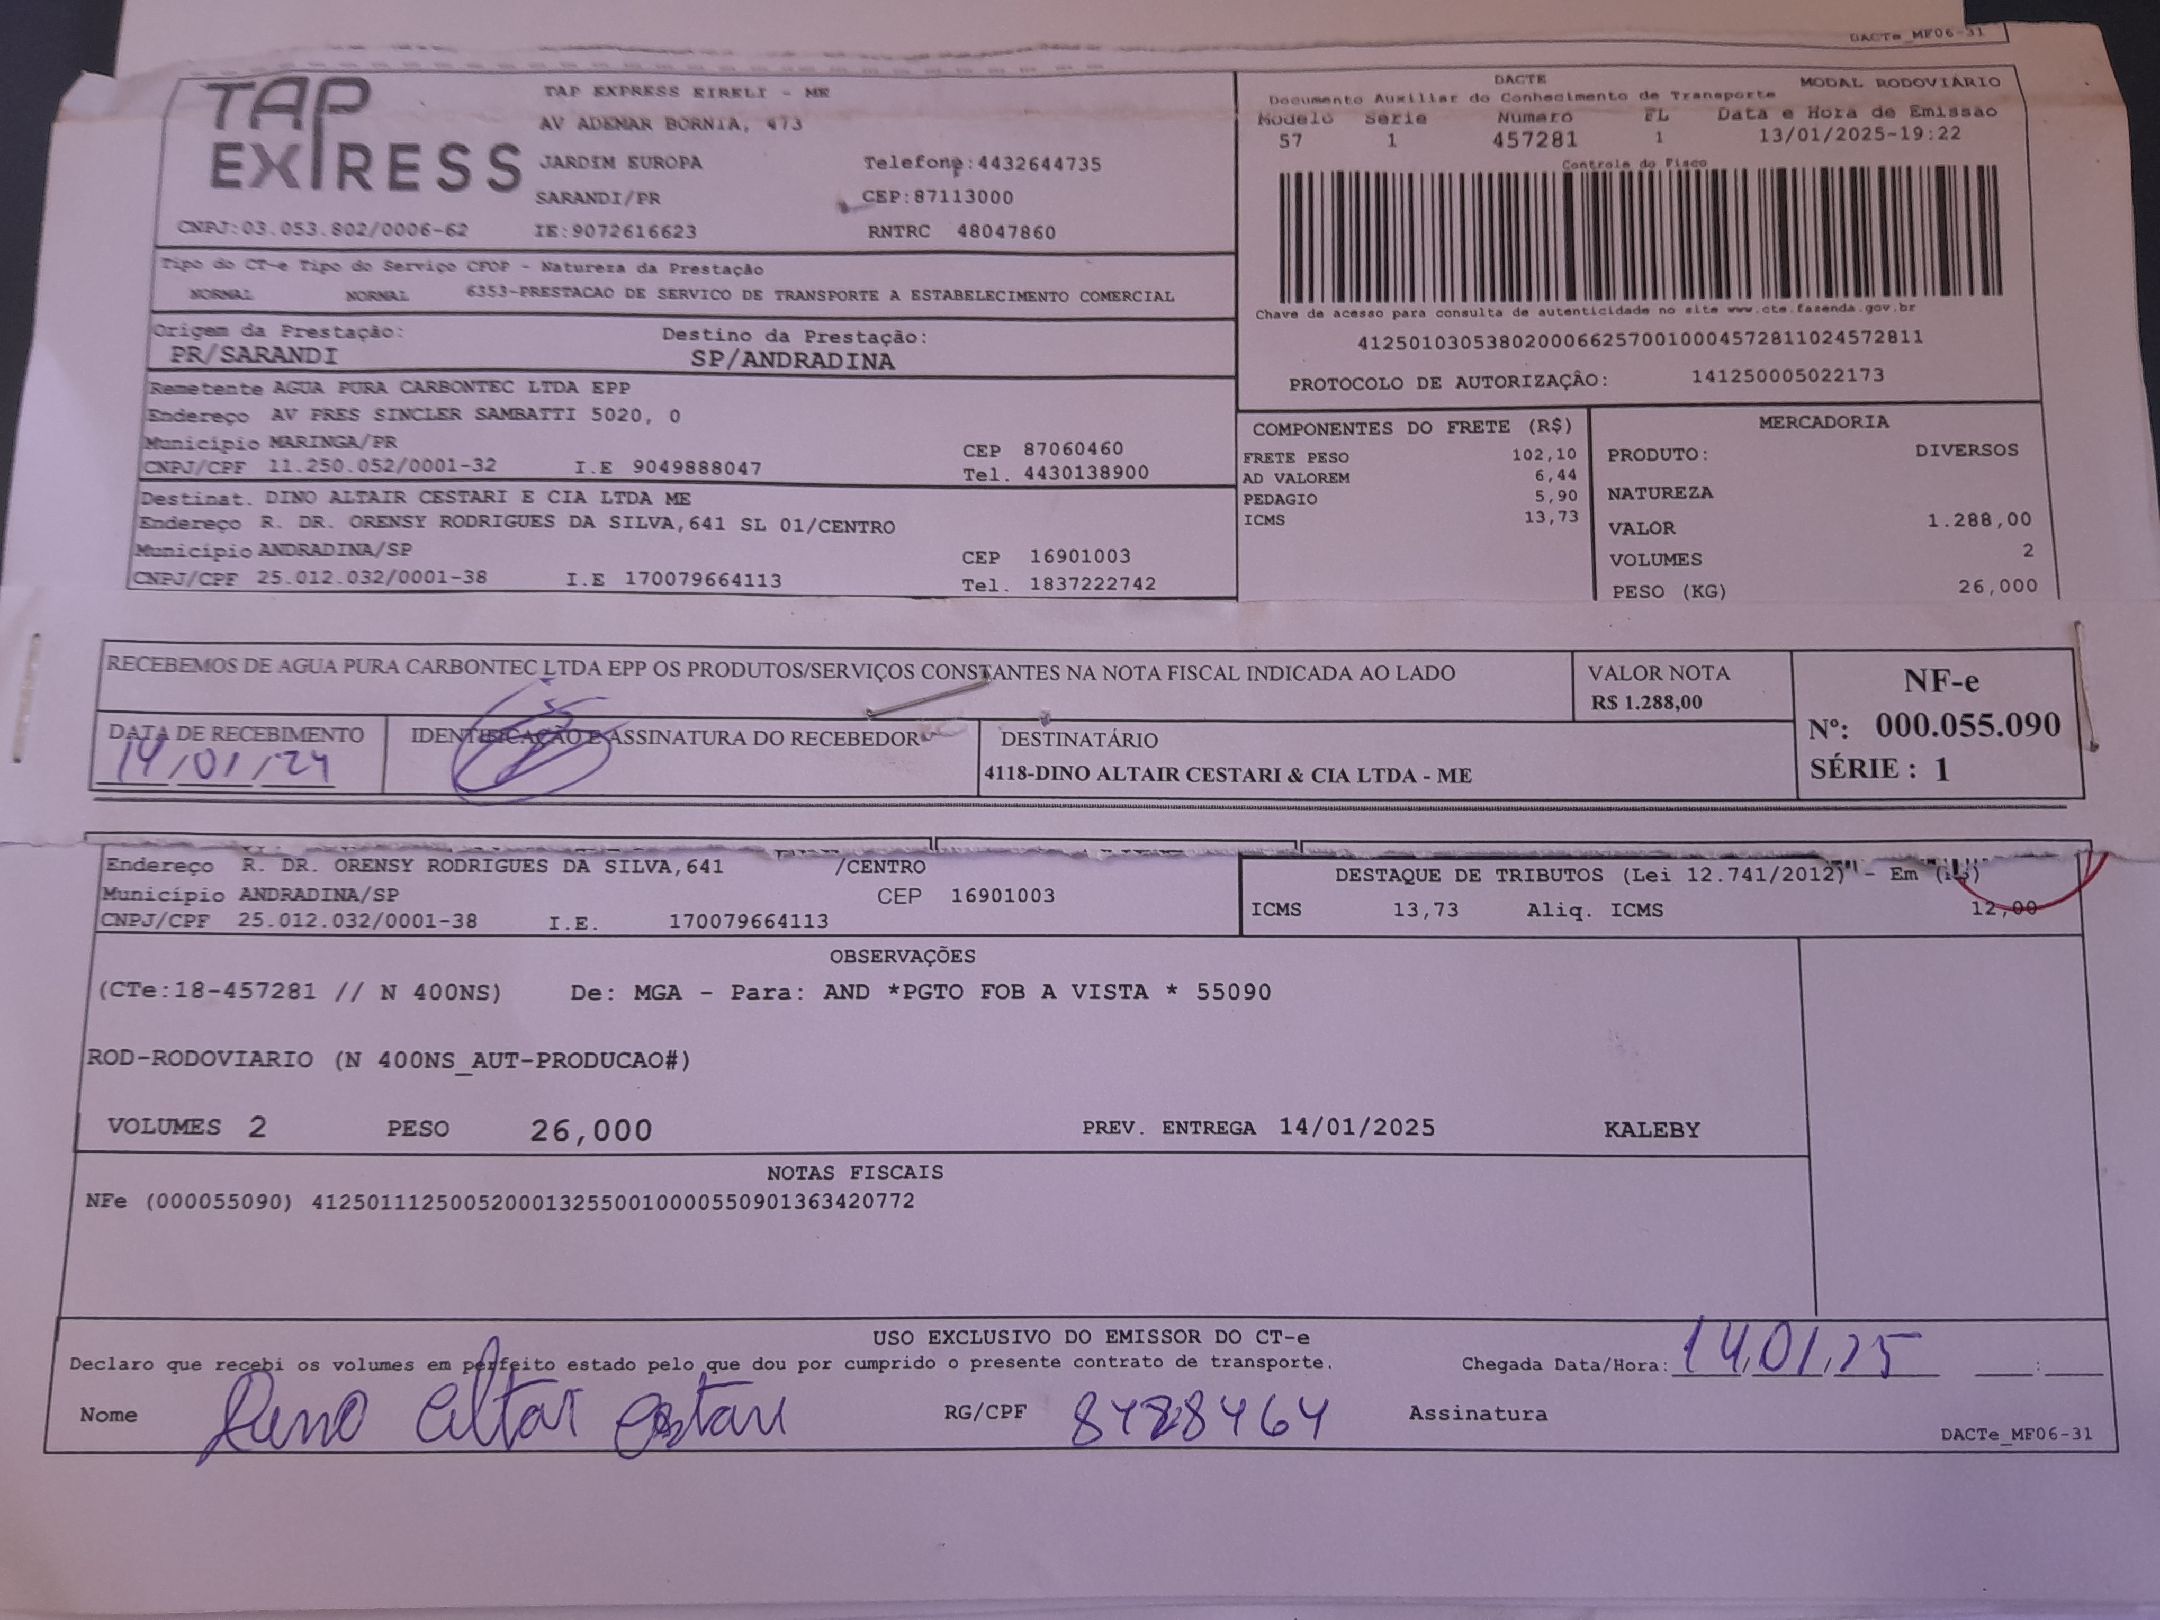 DACTe_MF06-31
TAP EXPRESS
TAP EXPRESS EIRELI - ME
AV ADEMAR BORNIA, 473
JARDIM EUROPA Telefone:4432644735
SARANDI/PR CEP:87113000
CNPJ:03.053.802/0006-62 IE:9072616623 RNTRC 48047860
DACTE MODAL RODOVIÁRIO
Documento Auxiliar do Conhecimento de Transporte
Modelo Serie Numero FL Data e Hora de Emissao
57 1 457281 1 13/01/2025-19:22
Controle do Fisco
Chave de acesso para consulta de autenticidade no site www.cte.fazenda.gov.br
41250103053802000662570010004572811024572811
PROTOCOLO DE AUTORIZAÇÃO: 141250005022173
Tipo do CT-e Tipo do Serviço CFOP - Natureza da Prestação
NORMAL NORMAL 6353-PRESTACAO DE SERVICO DE TRANSPORTE A ESTABELECIMENTO COMERCIAL
Origem da Prestação: Destino da Prestação:
PR/SARANDI SP/ANDRADINA
Remetente AGUA PURA CARBONTEC LTDA EPP
Endereço AV PRES SINCLER SAMBATTI 5020, 0
Município MARINGA/PR CEP 87060460
CNPJ/CPF 11.250.052/0001-32 I.E 9049888047 Tel. 4430138900
Destinat. DINO ALTAIR CESTARI E CIA LTDA ME
Endereço R. DR. ORENSY RODRIGUES DA SILVA,641 SL 01/CENTRO
Município ANDRADINA/SP CEP 16901003
CNPJ/CPF 25.012.032/0001-38 I.E 170079664113 Tel. 1837222742
COMPONENTES DO FRETE (R$)
FRETE PESO 102,10
AD VALOREM 6,44
PEDAGIO 5,90
ICMS 13,73
MERCADORIA
PRODUTO: DIVERSOS
NATUREZA
VALOR 1.288,00
VOLUMES 2
PESO (KG) 26,000
RECEBEMOS DE AGUA PURA CARBONTEC LTDA EPP OS PRODUTOS/SERVIÇOS CONSTANTES NA NOTA FISCAL INDICADA AO LADO
VALOR NOTA
R$ 1.288,00
NF-e
Nº: 000.055.090
SÉRIE : 1
DATA DE RECEBIMENTO
14/01/24
IDENTIFICAÇÃO E ASSINATURA DO RECEBEDOR
DESTINATÁRIO
4118-DINO ALTAIR CESTARI & CIA LTDA - ME
Endereço R. DR. ORENSY RODRIGUES DA SILVA,641 /CENTRO
Município ANDRADINA/SP CEP 16901003
CNPJ/CPF 25.012.032/0001-38 I.E. 170079664113
DESTAQUE DE TRIBUTOS (Lei 12.741/2012) - Em
ICMS 13,73 Aliq. ICMS 12,00
OBSERVAÇÕES
(CTe:18-457281 // N 400NS) De: MGA - Para: AND *PGTO FOB A VISTA * 55090
ROD-RODOVIARIO (N 400NS_AUT-PRODUCAO#)
VOLUMES 2 PESO 26,000 PREV. ENTREGA 14/01/2025 KALEBY
NOTAS FISCAIS
NFe (000055090) 41250111250052000132550010000550901363420772
USO EXCLUSIVO DO EMISSOR DO CT-e
Declaro que recebi os volumes em perfeito estado pelo que dou por cumprido o presente contrato de transporte. Chegada Data/Hora: 14,01,25 :
Nome Dino Altair Cestari RG/CPF 8428464 Assinatura
DACTe_MF06-31